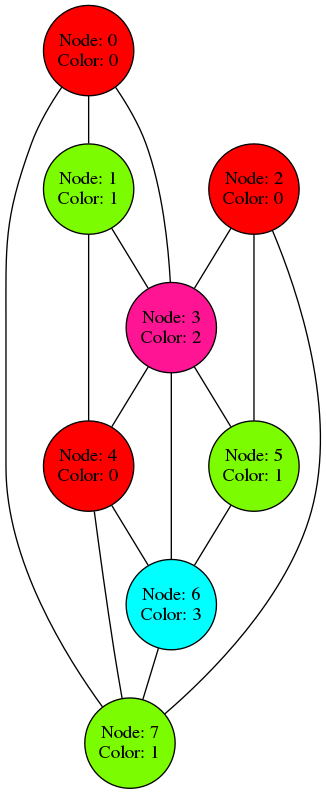 Node: 0
Color: 0
Node: 1
Color: 1
Node: 2
Color: 0
Node: 3
Color: 2
Node: 4
Color: 0
Node: 5
Color: 1
Node: 6
Color: 3
Node: 7
Color: 1